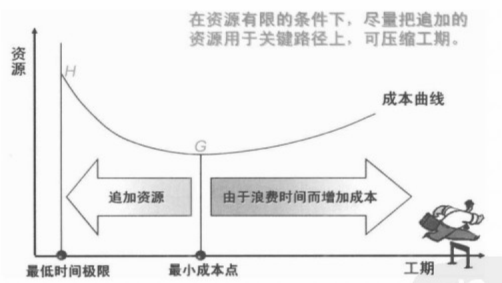 在资源有限的条件下，尽量把追加的
资源用于关键路径上，可压缩工期。
资源
H
成本曲线
G
追加资源
由于浪费时间而增加成本
最低时间极限
最小成本点
工期